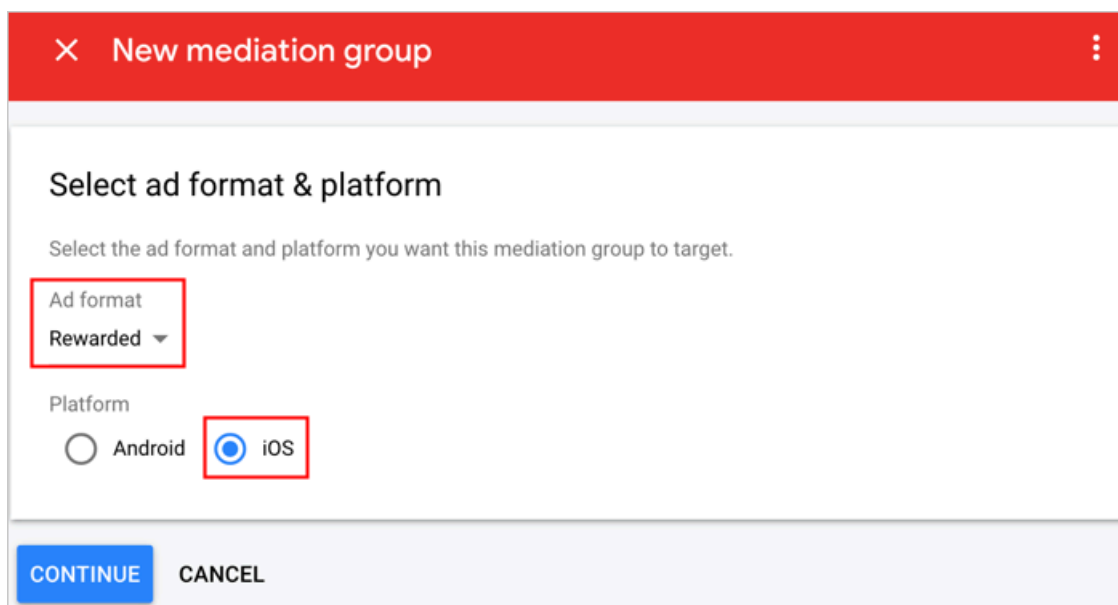 New mediation group
Select ad format & platform
Select the ad format and platform you want this mediation group to target.
Ad format
Rewarded
Platform
Android iOS
CONTINUE CANCEL